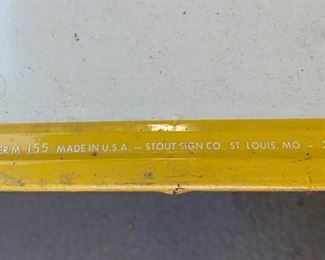 M 155 MADE IN U.S.A. — STOUT SIGN CO., ST. LOUIS, MO –